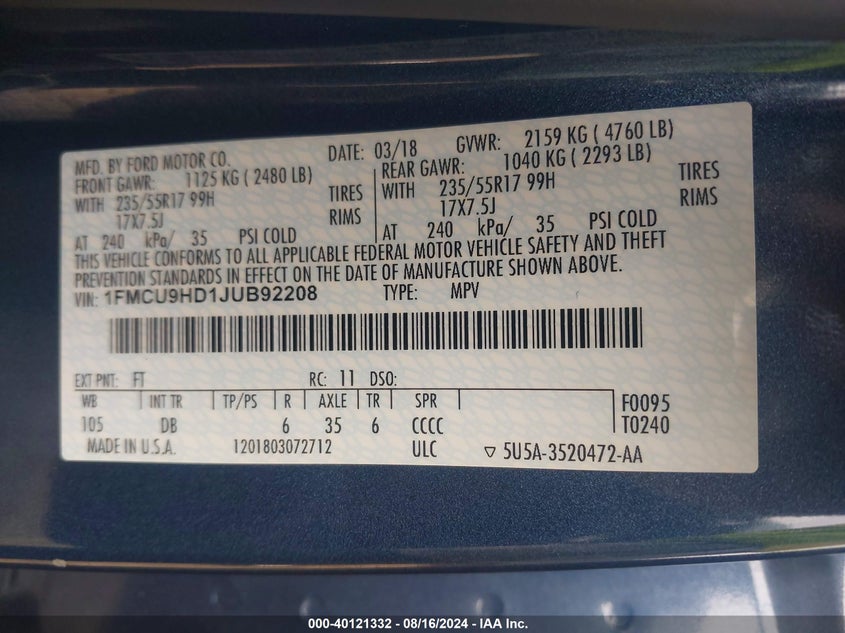 MFD. BY FORD MOTOR CO. DATE: 03/18 GVWR: 2159 KG ( 4760 LB)
FRONT GAWR: 1125 KG ( 2480 LB) REAR GAWR: 1040 KG ( 2293 LB)
WITH 235/55R17 99H TIRES WITH 235/55R17 99H TIRES
17X7.5J RIMS 17X7.5J RIMS
AT 240 kPa/ 35 PSI COLD AT 240 kPa/ 35 PSI COLD
THIS VEHICLE CONFORMS TO ALL APPLICABLE FEDERAL MOTOR VEHICLE SAFETY AND THEFT
PREVENTION STANDARDS IN EFFECT ON THE DATE OF MANUFACTURE SHOWN ABOVE.
VIN: 1FMCU9HD1JUB92208 TYPE: MPV
EXT PNT: FT RC: 11 DSO:
WB INT TR TP/PS R AXLE TR SPR F0095
105 DB 6 35 6 CCCC T0240
MADE IN U.S.A. 1201803072712 ULC ▽ 5U5A-3520472-AA
000-40121332 - 08/16/2024 - IAA Inc.